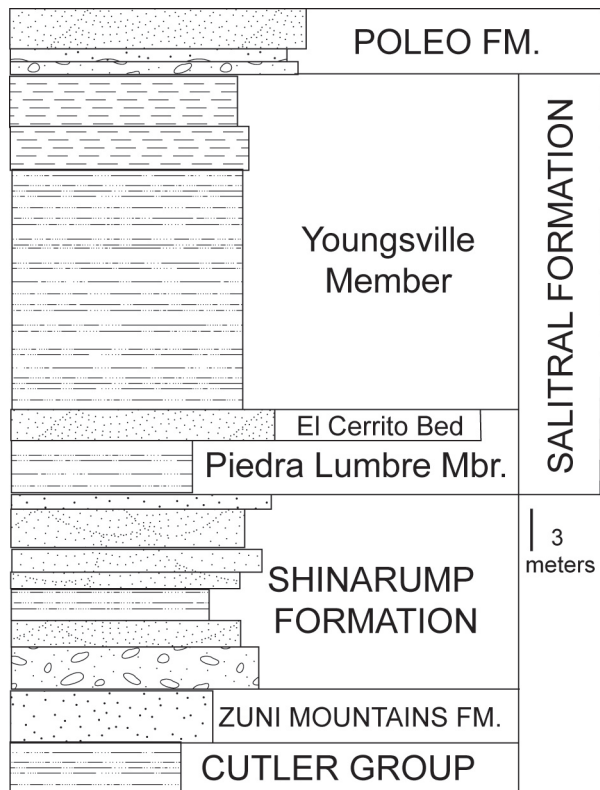 POLEO FM.
Youngsville
Member
SALITRAL FORMATION
El Cerrito Bed
Piedra Lumbre Mbr.
3
meters
SHINARUMP
FORMATION
ZUNI MOUNTAINS FM.
CUTLER GROUP